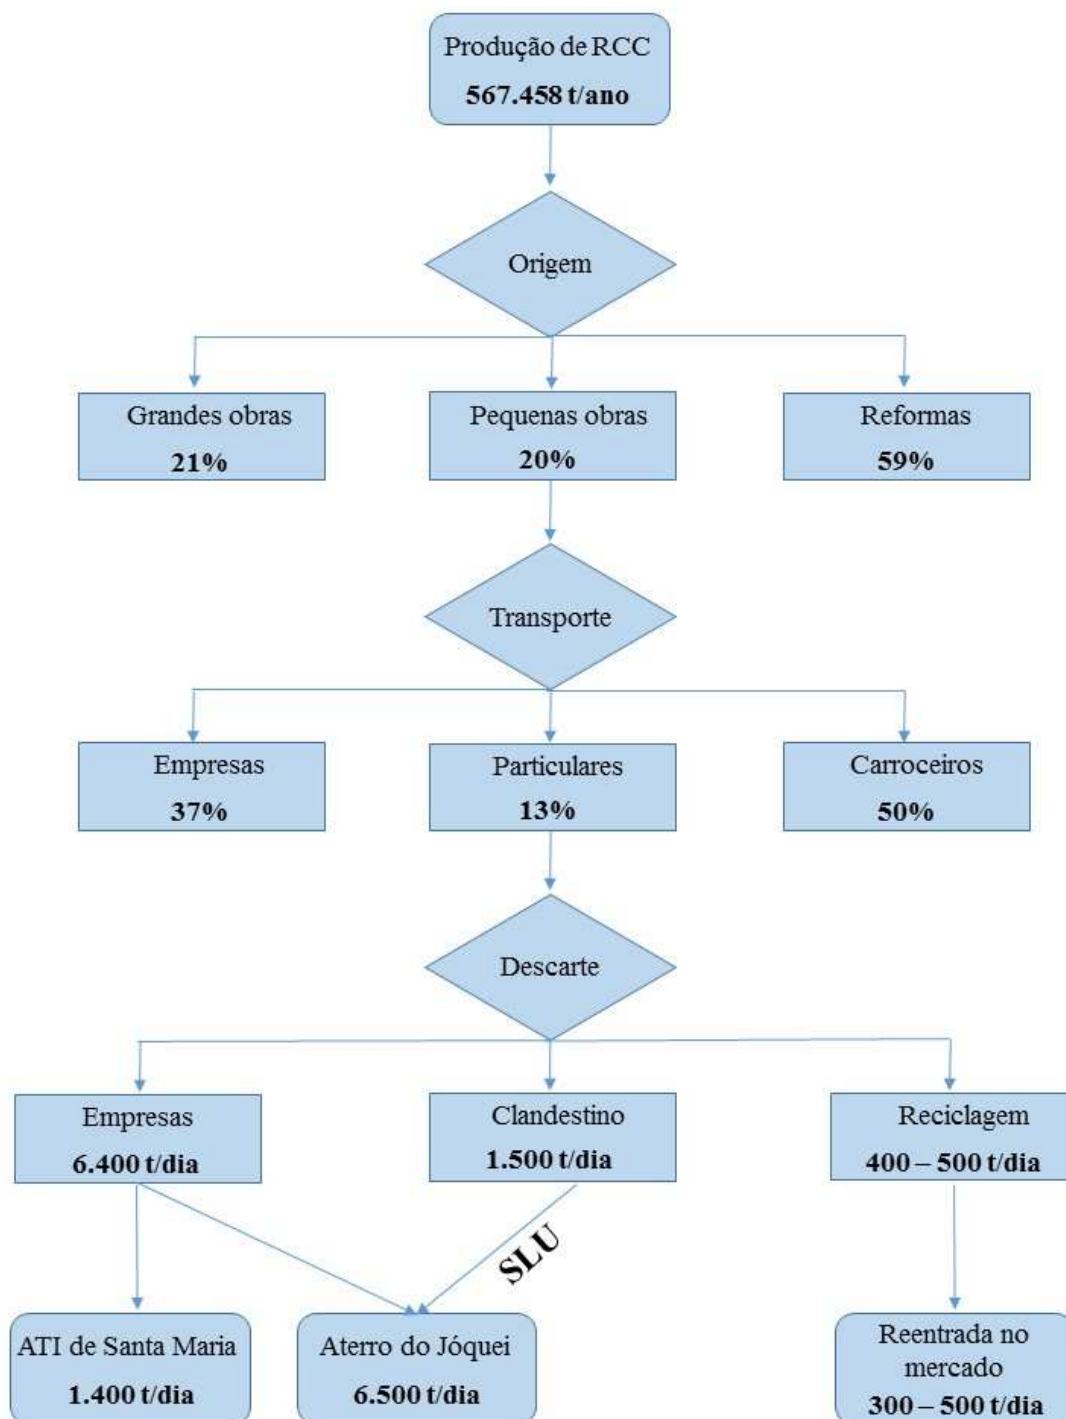 Produção de RCC
567.458 t/ano
Origem
Grandes obras
21%
Pequenas obras
20%
Reformas
59%
Transporte
Empresas
37%
Particulares
13%
Carroceiros
50%
Descarte
Empresas
6.400 t/dia
Clandestino
1.500 t/dia
Reciclagem
400 – 500 t/dia
SLU
ATI de Santa Maria
1.400 t/dia
Aterro do Jóquei
6.500 t/dia
Reentrada no
mercado
300 – 500 t/dia